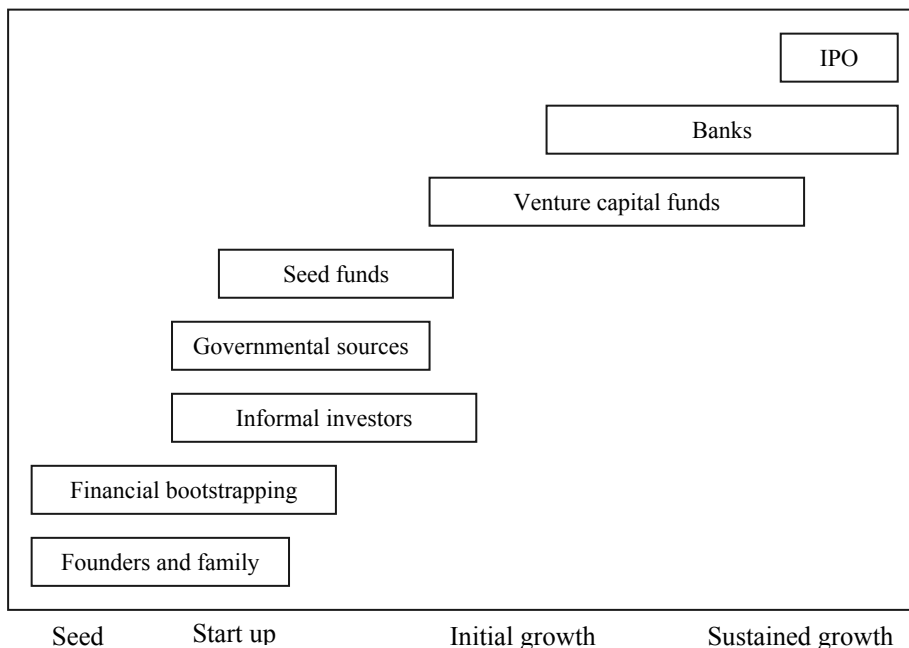 IPO
Banks
Venture capital funds
Seed funds
Governmental sources
Informal investors
Financial bootstrapping
Founders and family
Seed Start up Initial growth Sustained growth